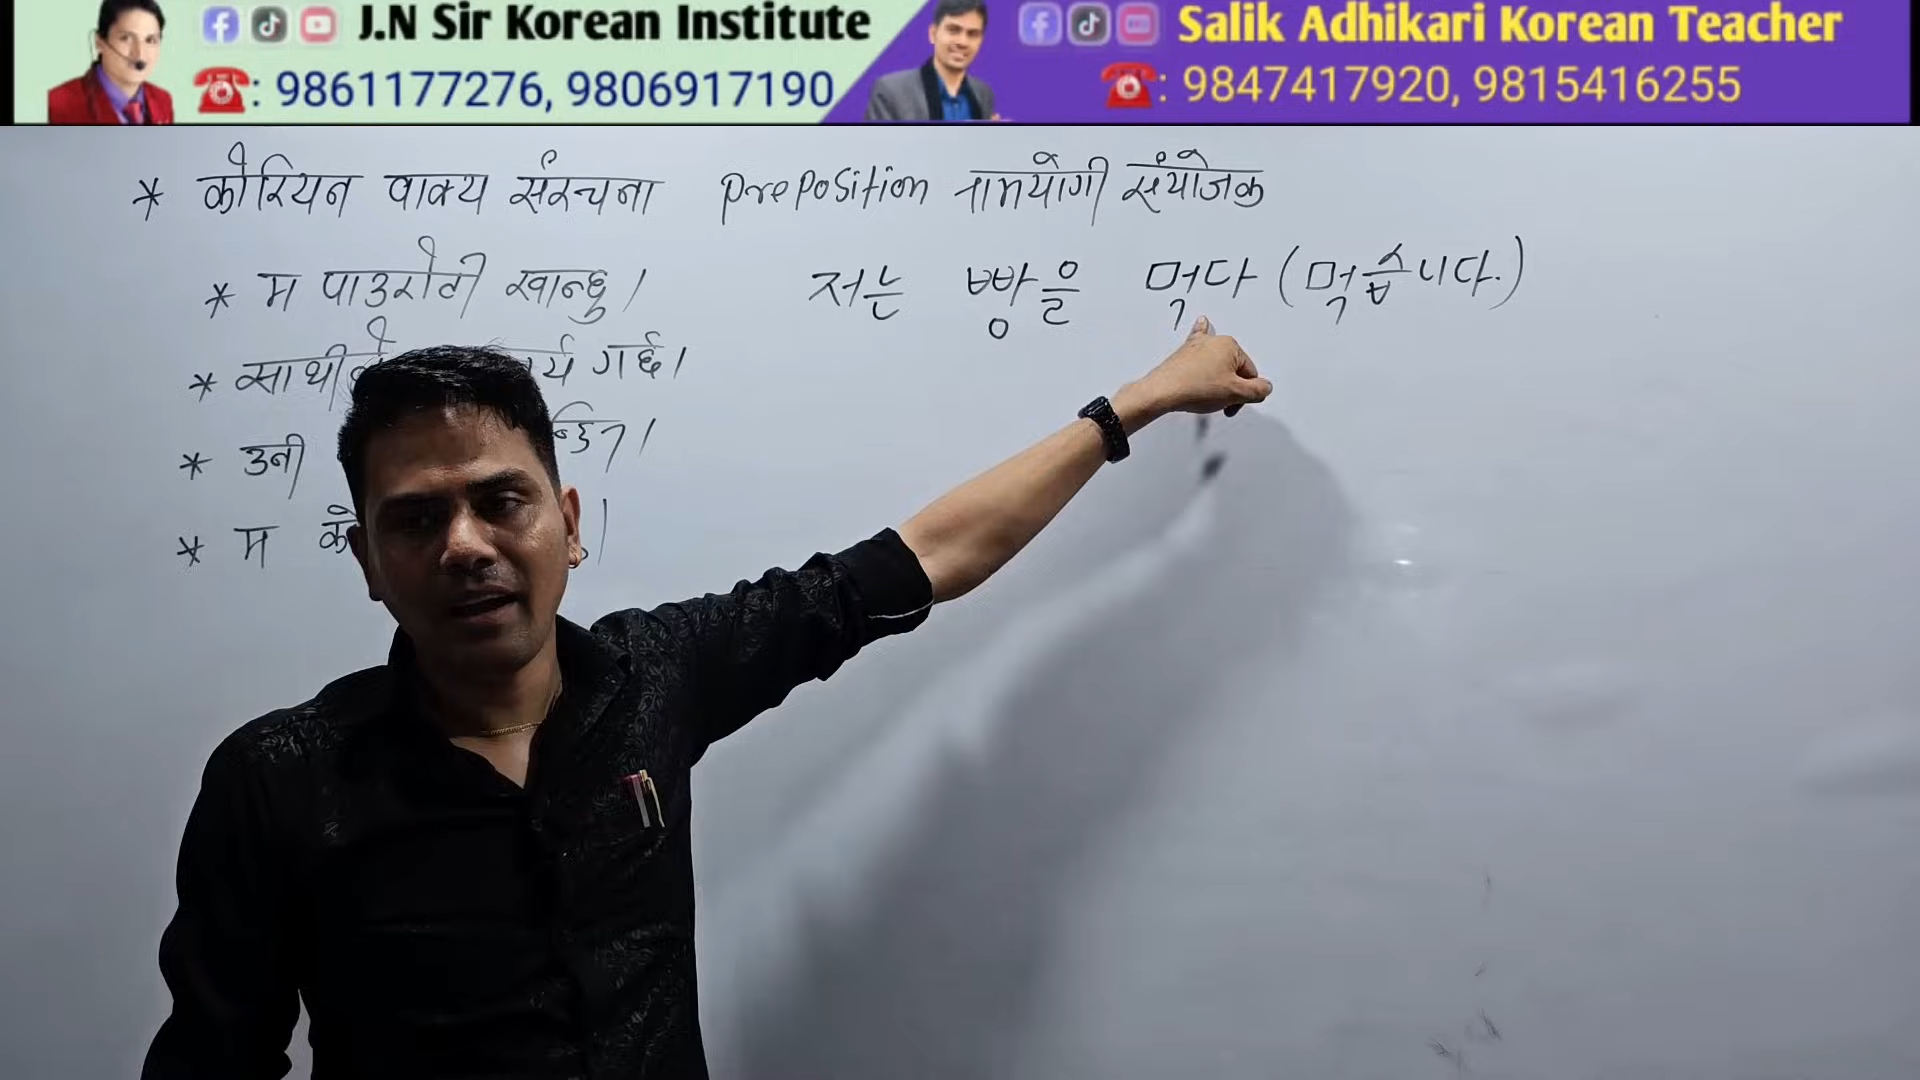 J.N Sir Korean Institute
: 9861177276, 9806917190
Salik Adhikari Korean Teacher
: 9847417920, 9815416255
* कोरियन वाक्य संरचना preposition नामयोगी संयोजक
* म पाउरोटी खान्छु। 저는 빵을 먹다 (먹습니다.)
* साथीले र्य गर्छ।
* उनी
* म